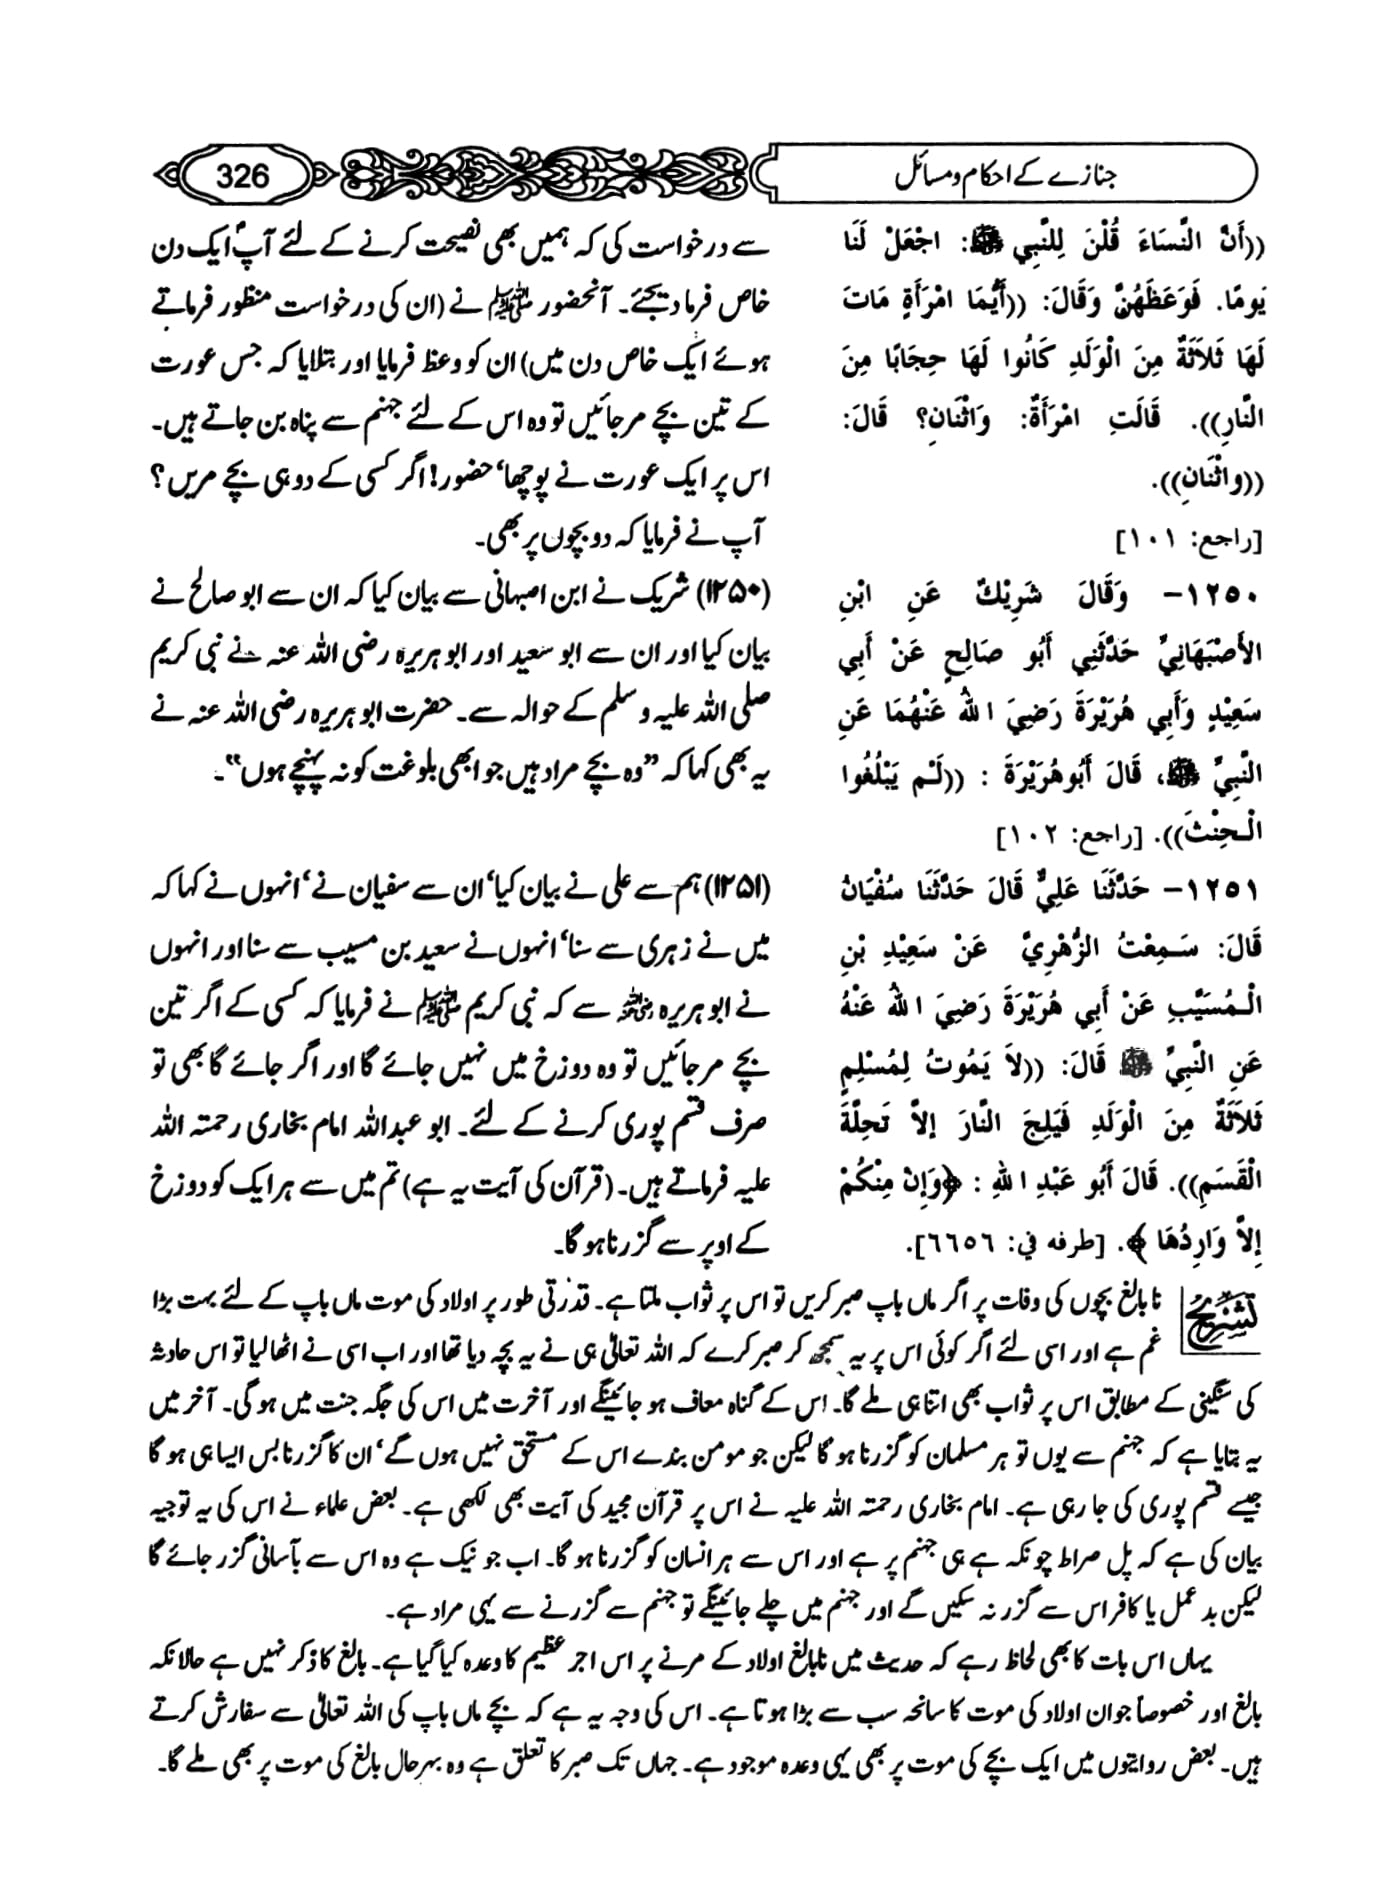 جنازے کے احکام و مسائل
326
((أَنَّ النِّسَاءَ قُلْنَ لِلنَّبِيِّ ﷺ: اجْعَلْ لَنَا
يَومًا. فَوَعَظَهُنَّ وَقَالَ: ((أَيُّمَا امْرَأَةٍ مَاتَ
لَهَا ثَلاَثَةٌ مِنَ الْوَلَدِ كَانُوا لَهَا حِجَابًا مِنَ
النَّارِ)). قَالَتِ امْرَأَةٌ: وَاثْنَانِ؟ قَالَ:
((وَاثْنَانِ)).
[راجع: ١٠١]
١٢٥٠- وَقَالَ شَرِيْكٌ عَنِ ابْنِ
الأَصْبَهَانِيِّ حَدَّثَنِي أَبُو صَالِحٍ عَنْ أَبِي
سَعِيْدٍ وَأَبِي هُرَيْرَةَ رَضِيَ اللهُ عَنْهُمَا عَنِ
النَّبِيِّ ﷺ، قَالَ أَبُوهُرَيْرَةَ : ((لَمْ يَبْلُغُوا
الْحِنْثَ)). [راجع: ١٠٢]
١٢٥١- حَدَّثَنَا عَلِيٌّ قَالَ حَدَّثَنَا سُفْيَانُ
قَالَ: سَمِعْتُ الزُّهْرِيَّ عَنْ سَعِيْدِ بْنِ
الْمُسَيَّبِ عَنْ أَبِي هُرَيْرَةَ رَضِيَ اللهُ عَنْهُ
عَنِ النَّبِيِّ ﷺ قَالَ: ((لاَ يَمُوتُ لِمُسْلِمٍ
ثَلاَثَةٌ مِنَ الْوَلَدِ فَيَلِجَ النَّارَ إِلاَّ تَحِلَّةَ
الْقَسَمِ)). قَالَ أَبُو عَبْدِ اللهِ : ﴿وَإِنْ مِنْكُمْ
إِلاَّ وَارِدُهَا﴾. [طرفه في: ٦٦٥٦].
سے درخواست کی کہ ہمیں بھی نصیحت کرنے کے لئے آپؐ ایک دن
خاص فرما دیجئے۔ آنحضور ﷺ نے (ان کی درخواست منظور فرماتے
ہوئے ایک خاص دن میں) ان کو وعظ فرمایا اور بتلایا کہ جس عورت
کے تین بچے مر جائیں تو وہ اس کے لئے جہنم سے پناہ بن جاتے ہیں۔
اس پر ایک عورت نے پوچھا‘ حضور! اگر کسی کے دو ہی بچے مریں؟
آپ نے فرمایا کہ دو بچوں پر بھی۔
(۱۲۵۰) شریک نے ابن اصبہانی سے بیان کیا کہ ان سے ابو صالح نے
بیان کیا اور ان سے ابو سعید اور ابو ہریرہ رضی اللہ عنہ نے نبی کریم
صلی اللہ علیہ وسلم کے حوالہ سے۔ حضرت ابو ہریرہ رضی اللہ عنہ نے
یہ بھی کہا کہ ”وہ بچے مراد ہیں جو ابھی بلوغت کو نہ پہنچے ہوں“۔
(۱۲۵۱) ہم سے علی نے بیان کیا‘ ان سے سفیان نے‘ انہوں نے کہا کہ
میں نے زہری سے سنا‘ انہوں نے سعید بن مسیب سے سنا اور انہوں
نے ابو ہریرہ رضی اللہ عنہ سے کہ نبی کریم ﷺ نے فرمایا کہ کسی کے اگر تین
بچے مر جائیں تو وہ دوزخ میں نہیں جائے گا اور اگر جائے گا بھی تو
صرف قسم پوری کرنے کے لئے۔ ابو عبداللہ امام بخاری رحمتہ اللہ
علیہ فرماتے ہیں۔ (قرآن کی آیت یہ ہے) تم میں سے ہر ایک کو دوزخ
کے اوپر سے گزرنا ہو گا۔
تشریح
نابالغ بچوں کی وفات پر اگر ماں باپ صبر کریں تو اس پر ثواب ملتا ہے۔ قدرتی طور پر اولاد کی موت ماں باپ کے لئے بہت بڑا
غم ہے اور اسی لئے اگر کوئی اس پر یہ سمجھ کر صبر کرے کہ اللہ تعالیٰ ہی نے یہ بچہ دیا تھا اور اب اسی نے اٹھا لیا تو اس حادثہ
کی سنگینی کے مطابق اس پر ثواب بھی اتنا ہی ملے گا۔ اس کے گناہ معاف ہو جائینگے اور آخرت میں اس کی جگہ جنت میں ہو گی۔ آخر میں
یہ بتایا ہے کہ جہنم سے یوں تو ہر مسلمان کو گزرنا ہو گا لیکن جو مومن بندے اس کے مستحق نہیں ہوں گے‘ ان کا گزرنا بس ایسا ہی ہو گا
جیسے قسم پوری کی جا رہی ہے۔ امام بخاری رحمتہ اللہ علیہ نے اس پر قرآن مجید کی آیت بھی لکھی ہے۔ بعض علماء نے اس کی یہ توجیہ
بیان کی ہے کہ پل صراط چونکہ ہے ہی جہنم پر ہے اور اس سے ہر انسان کو گزرنا ہو گا۔ اب جو نیک ہے وہ اس سے بآسانی گزر جائے گا
لیکن بد عمل یا کافر اس سے گزر نہ سکیں گے اور جہنم میں چلے جائینگے تو جہنم سے گزرنے سے یہی مراد ہے۔
یہاں اس بات کا بھی لحاظ رہے کہ حدیث میں نابالغ اولاد کے مرنے پر اس اجر عظیم کا وعدہ کیا گیا ہے۔ بالغ کا ذکر نہیں ہے حالانکہ
بالغ اور خصوصاً جوان اولاد کی موت کا سانحہ سب سے بڑا ہوتا ہے۔ اس کی وجہ یہ ہے کہ بچے ماں باپ کی اللہ تعالیٰ سے سفارش کرتے
ہیں۔ بعض روایتوں میں ایک بچے کی موت پر بھی یہی وعدہ موجود ہے۔ جہاں تک صبر کا تعلق ہے وہ بہرحال بالغ کی موت پر بھی ملے گا۔